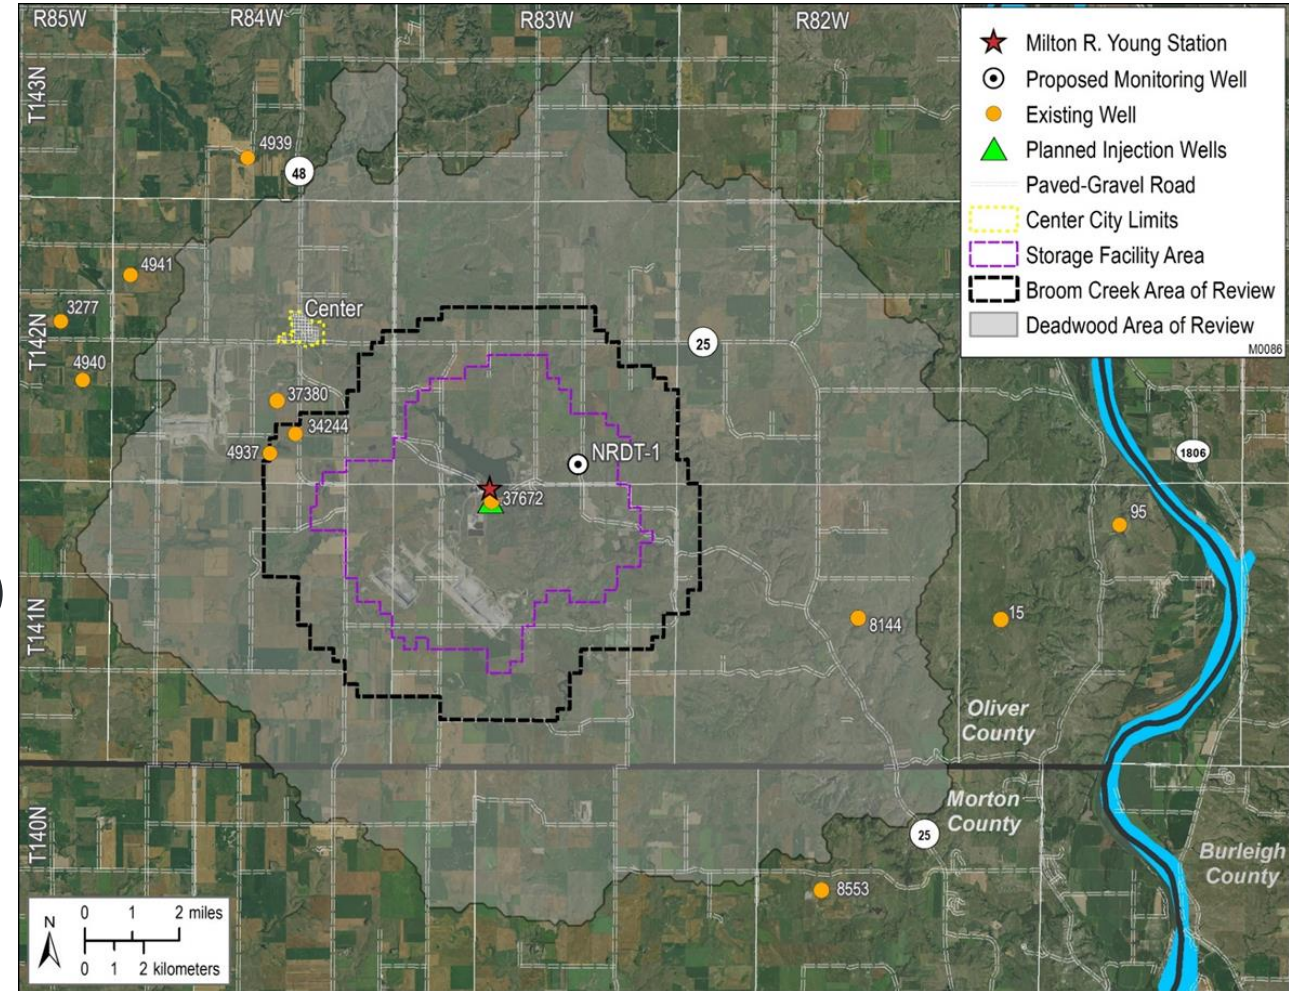 R85W
R84W
R83W
R82W
T143N
T142N
T141N
T140N
Milton R. Young Station
Proposed Monitoring Well
Existing Well
Planned Injection Wells
Paved-Gravel Road
Center City Limits
Storage Facility Area
Broom Creek Area of Review
Deadwood Area of Review
M0086
4939
48
4941
3277
Center
4940
25
37380
34244
4937
NRDT-1
1806
37672
95
8144
15
Oliver
County
Morton
County
25
Burleigh
County
8553
N
0 1 2 miles
0 1 2 kilometers